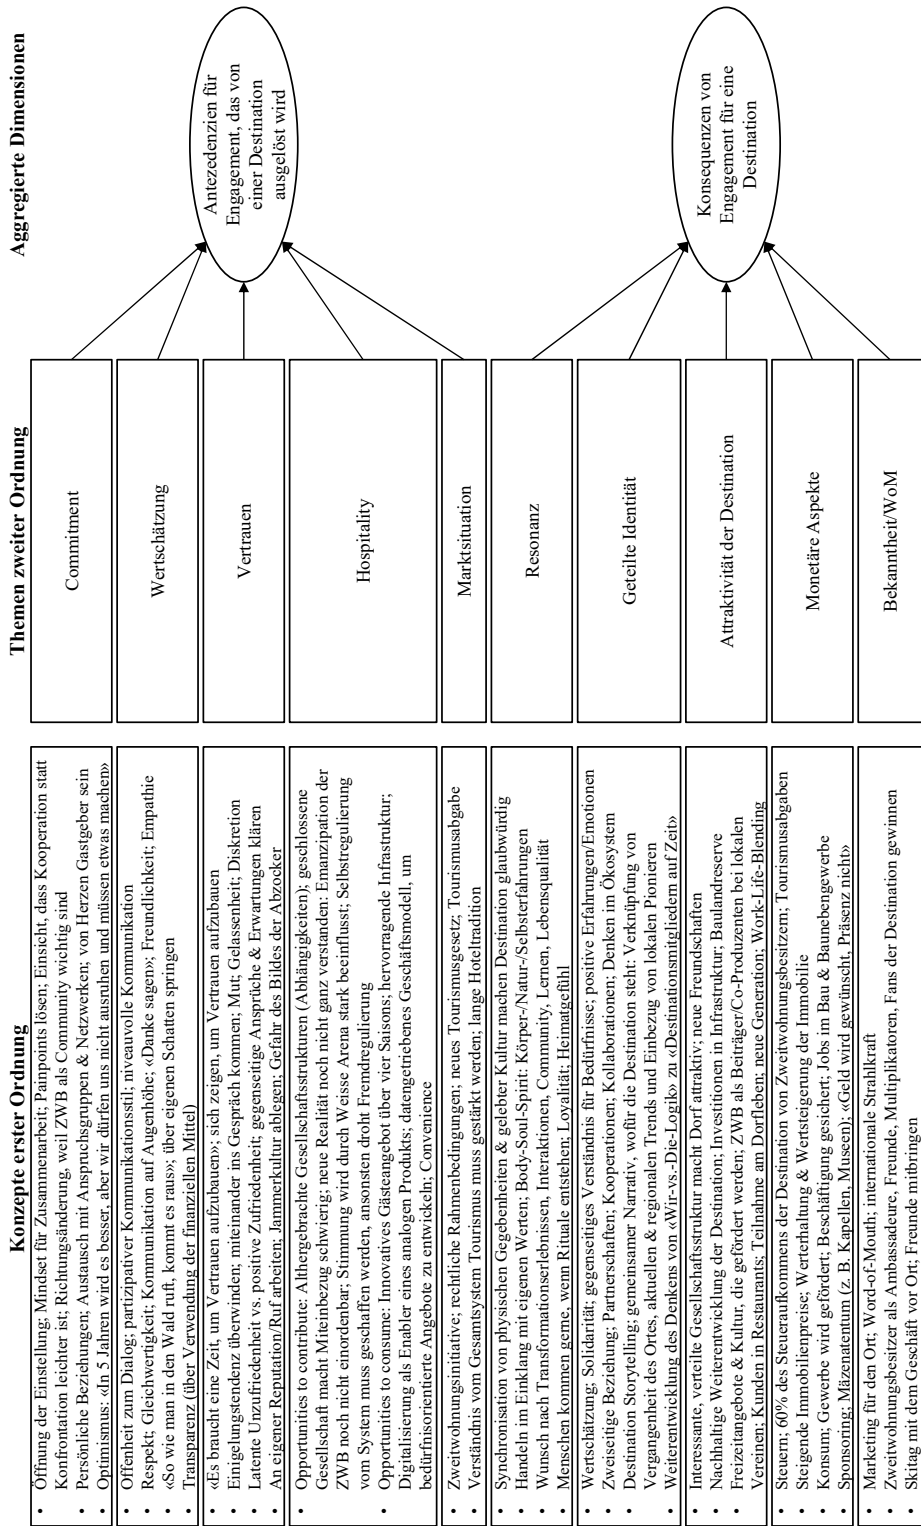 Konzepte erster Ordnung
Themen zweiter Ordnung
Aggregierte Dimensionen
• Öffnung der Einstellung; Mindset für Zusammenarbeit; Painpoints lösen; Einsicht, dass Kooperation statt
Konfrontation leichter ist; Richtungsänderung, weil ZWB als Community wichtig sind
• Persönliche Beziehungen; Austausch mit Anspruchsgruppen & Netzwerken; von Herzen Gastgeber sein
• Optimismus: «In 5 Jahren wird es besser, aber wir dürfen uns nicht ausruhen und müssen etwas machen»
Commitment
• Offenheit zum Dialog; partizipativer Kommunikationsstil; niveauvolle Kommunikation
• Respekt; Gleichwertigkeit; Kommunikation auf Augenhöhe; «Danke sagen»; Freundlichkeit; Empathie
• «So wie man in den Wald ruft, kommt es raus»; über eigenen Schatten springen
• Transparenz (über Verwendung der finanziellen Mittel)
Wertschätzung
• «Es braucht eine Zeit, um Vertrauen aufzubauen»; sich zeigen, um Vertrauen aufzubauen
• Einigelungstendenz überwinden; miteinander ins Gespräch kommen; Mut; Gelassenheit; Diskretion
• Latente Unzufriedenheit vs. positive Zufriedenheit; gegenseitige Ansprüche & Erwartungen klären
• An eigener Reputation/Ruf arbeiten; Jammerkultur ablegen; Gefahr des Bildes der Abzocker
Vertrauen
• Opportunities to contribute: Althergebrachte Gesellschaftsstrukturen (Abhängigkeiten); geschlossene
Gesellschaft macht Miteinbezug schwierig; neue Realität noch nicht ganz verstanden: Emanzipation der
ZWB noch nicht einordenbar; Stimmung wird durch Weisse Arena stark beeinflusst; Selbstregulierung
vom System muss geschaffen werden, ansonsten droht Fremdregulierung
• Opportunities to consume: Innovatives Gästeangebot über vier Saisons; hervorragende Infrastruktur;
Digitalisierung als Enabler eines analogen Produkts; datengetriebenes Geschäftsmodell, um
bedürfnisorientierte Angebote zu entwickeln; Convenience
Hospitality
• Zweitwohnungsinitiative; rechtliche Rahmenbedingungen; neues Tourismusgesetz; Tourismusabgabe
• Verständnis vom Gesamtsystem Tourismus muss gestärkt werden; lange Hoteltradition
Marktsituation
Antezedenzien für
Engagement, das von
einer Destination
ausgelöst wird
• Synchronisation von physischen Gegebenheiten & gelebter Kultur machen Destination glaubwürdig
• Handeln im Einklang mit eigenen Werten; Body-Soul-Spirit: Körper-/Natur-/Selbsterfahrungen
• Wunsch nach Transformationserlebnissen, Interaktionen, Community, Lernen, Lebensqualität
• Menschen kommen gerne, wenn Rituale entstehen; Loyalität; Heimatgefühl
Resonanz
• Wertschätzung; Solidarität; gegenseitiges Verständnis für Bedürfnisse; positive Erfahrungen/Emotionen
• Zweiseitige Beziehung; Partnerschaften; Kooperationen; Kollaborationen; Denken im Ökosystem
• Destination Storytelling; gemeinsamer Narrativ, wofür die Destination steht: Verknüpfung von
Vergangenheit des Ortes, aktuellen & regionalen Trends und Einbezug von lokalen Pionieren
• Weiterentwicklung des Denkens von «Wir-vs.-Die-Logik» zu «Destinationsmitgliedern auf Zeit»
Geteilte Identität
• Interessante, verteilte Gesellschaftsstruktur macht Dorf attraktiv; neue Freundschaften
• Nachhaltige Weiterentwicklung der Destination; Investitionen in Infrastruktur; Baulandreserve
• Freizeitangebote & Kultur, die gefördert werden; ZWB als Beiträger/Co-Produzenten bei lokalen
Vereinen; Kunden in Restaurants; Teilnahme am Dorfleben; neue Generation; Work-Life-Blending
Attraktivität der Destination
• Steuern; 60% des Steueraufkommens der Destination von Zweitwohnungsbesitzern; Tourismusabgaben
• Steigende Immobilienpreise; Werterhaltung & Wertsteigerung der Immobilie
• Konsum; Gewerbe wird gefördert; Beschäftigung gesichert; Jobs im Bau & Baunebengewerbe
• Sponsoring; Mäzenatentum (z. B. Kapellen, Museen); «Geld wird gewünscht, Präsenz nicht»
Monetäre Aspekte
• Marketing für den Ort; Word-of-Mouth; internationale Strahlkraft
• Zweitwohnungsbesitzer als Ambassadeure, Freunde, Multiplikatoren, Fans der Destination gewinnen
• Skitag mit dem Geschäft vor Ort; Freunde mitbringen
Bekanntheit/WoM
Konsequenzen von
Engagement für eine
Destination